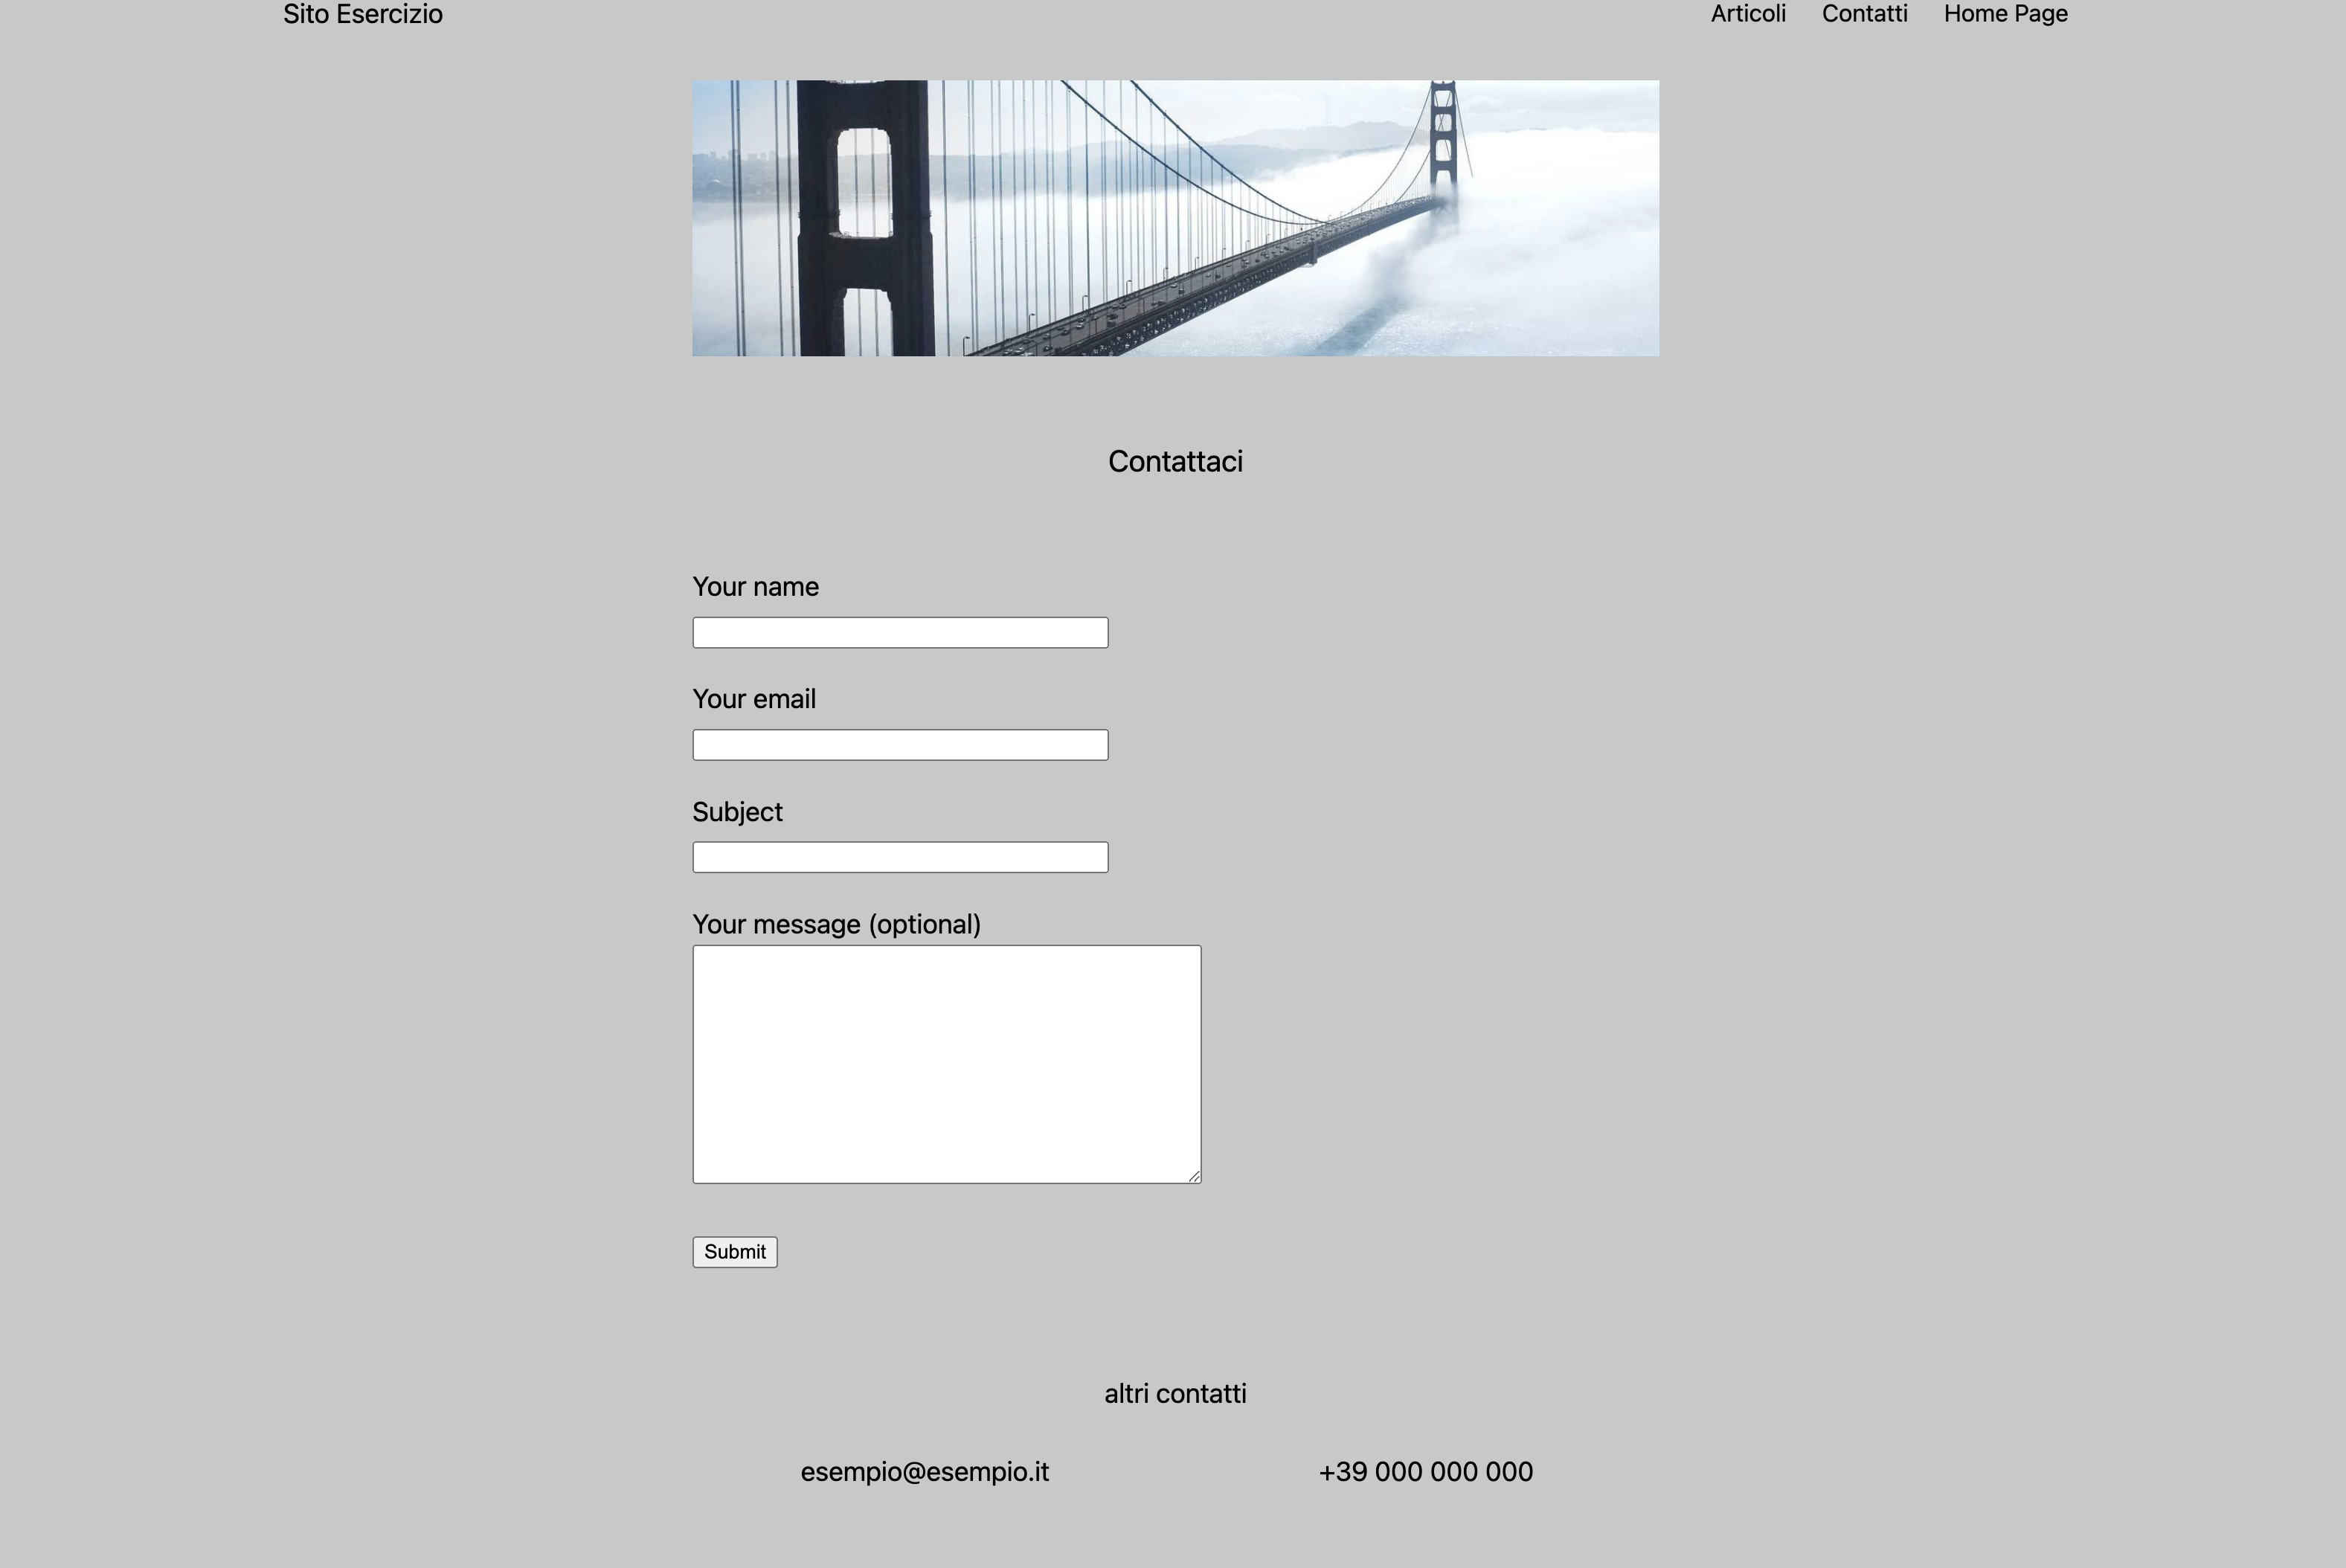 Sito Esercizio
Articoli Contatti Home Page
Contattaci
Your name
Your email
Subject
Your message (optional)
Submit
altri contatti
esempio@esempio.it
+39 000 000 000